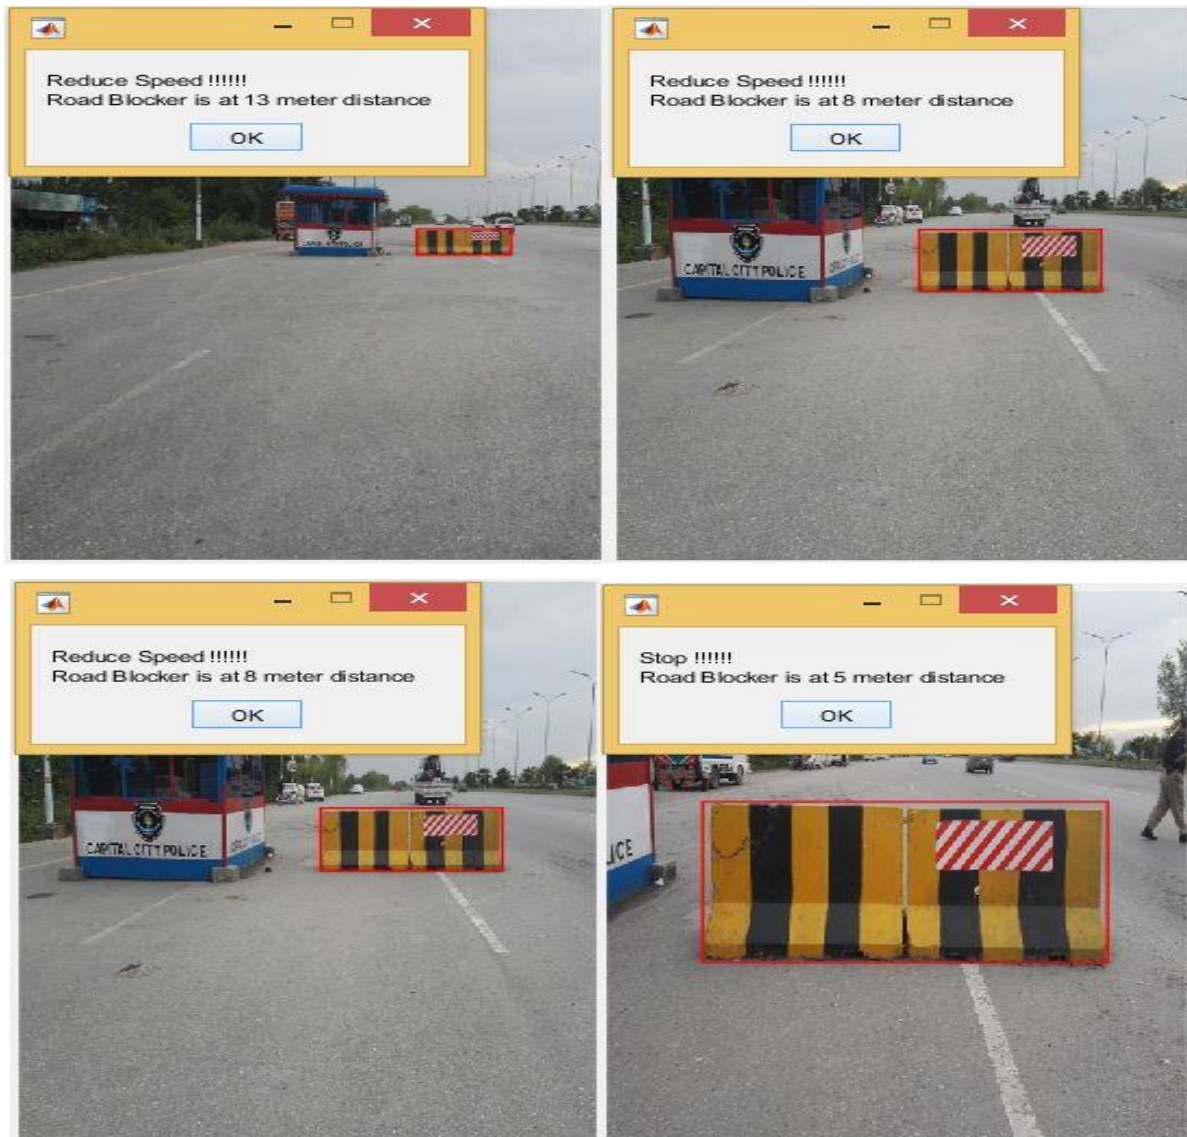 Reduce Speed !!!!!!
Road Blocker is at 13 meter distance
OK
Reduce Speed !!!!!!
Road Blocker is at 8 meter distance
OK
CAPITAL CITY POLICE
CAPITAL CITY POLICE
Reduce Speed !!!!!!
Road Blocker is at 8 meter distance
OK
Stop !!!!!!
Road Blocker is at 5 meter distance
OK
CAPITAL CITY POLICE
LICE